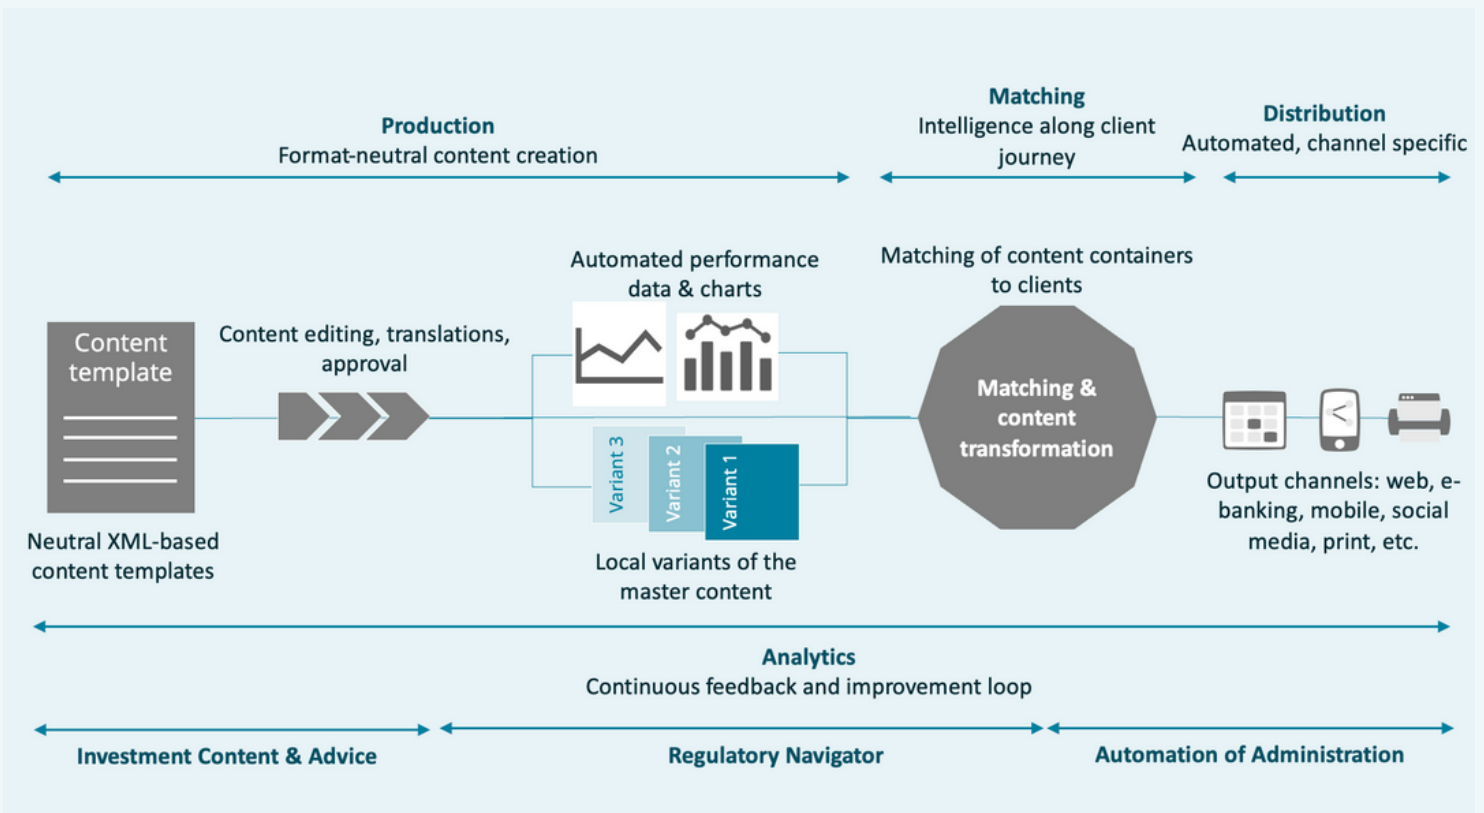 Production
Format-neutral content creation
Matching
Intelligence along client
journey
Distribution
Automated, channel specific
Content
template
Neutral XML-based
content templates
Content editing, translations,
approval
Automated performance
data & charts
Variant 3
Variant 2
Variant 1
Local variants of the
master content
Matching of content containers
to clients
Matching &
content
transformation
Output channels: web, e-
banking, mobile, social
media, print, etc.
Analytics
Continuous feedback and improvement loop
Investment Content & Advice
Regulatory Navigator
Automation of Administration